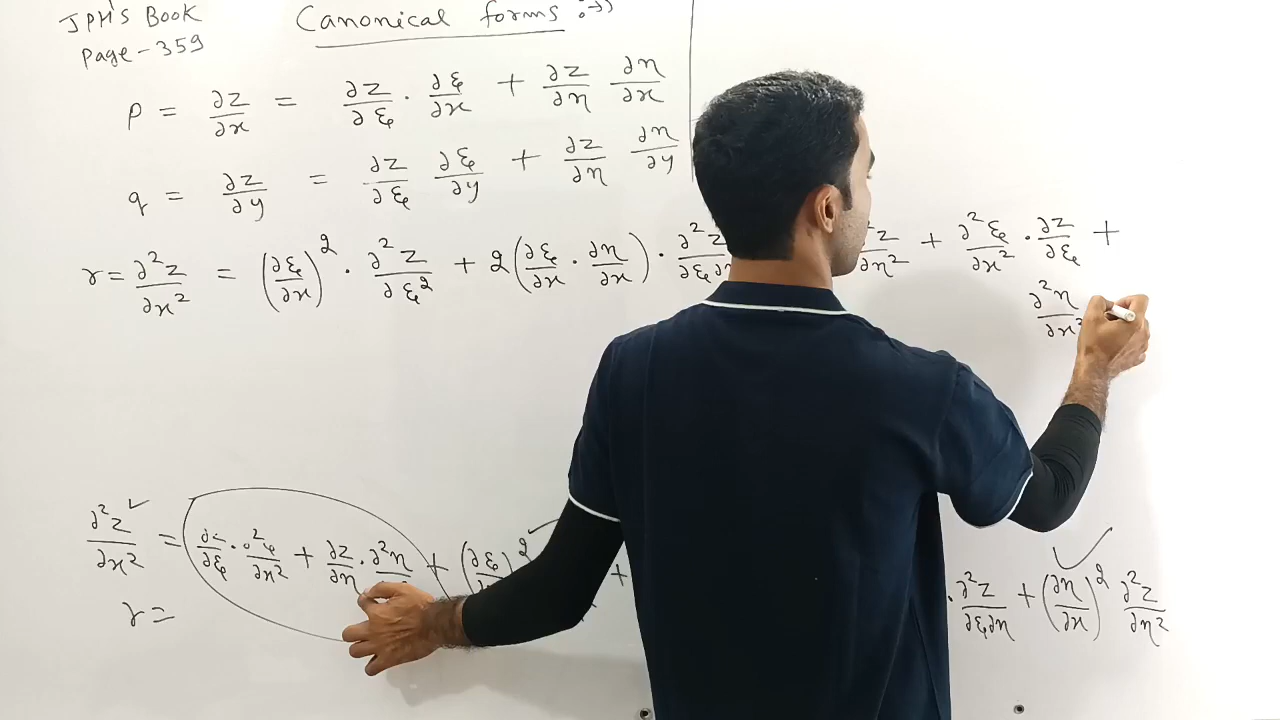 JPH'S Book
Page - 359
Canonical forms :→
p = ∂z/∂x = ∂z/∂ξ · ∂ξ/∂x + ∂z/∂η ∂η/∂x
q = ∂z/∂y = ∂z/∂ξ ∂ξ/∂y + ∂z/∂η ∂η/∂y
r = ∂²z/∂x² = (∂ξ/∂x)² · ∂²z/∂ξ² + 2(∂ξ/∂x · ∂η/∂x) · ∂²z/∂ξ∂η ²z/∂η² + ∂²ξ/∂x² · ∂z/∂ξ +
∂²η/∂x²
∂²z/∂x² = ∂z/∂ξ · ∂²ξ/∂x² + ∂z/∂η · ∂²η + (∂ξ )² + · ∂²z/∂ξ∂η + (∂η/∂x)² ∂²z/∂η²
r =